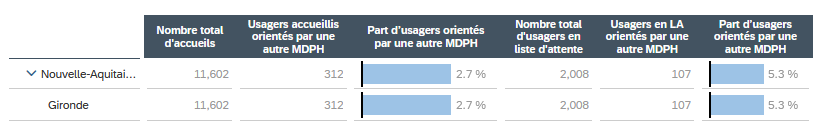 Nombre total d'accueils
Usagers accueillis orientés par une autre MDPH
Part d'usagers orientés par une autre MDPH
Nombre total d'usagers en liste d'attente
Usagers en LA orientés par une autre MDPH
Part d'usagers orientés par une autre MDPH
Nouvelle-Aquitai... 11,602 312 2.7 % 2,008 107 5.3 %
Gironde 11,602 312 2.7 % 2,008 107 5.3 %